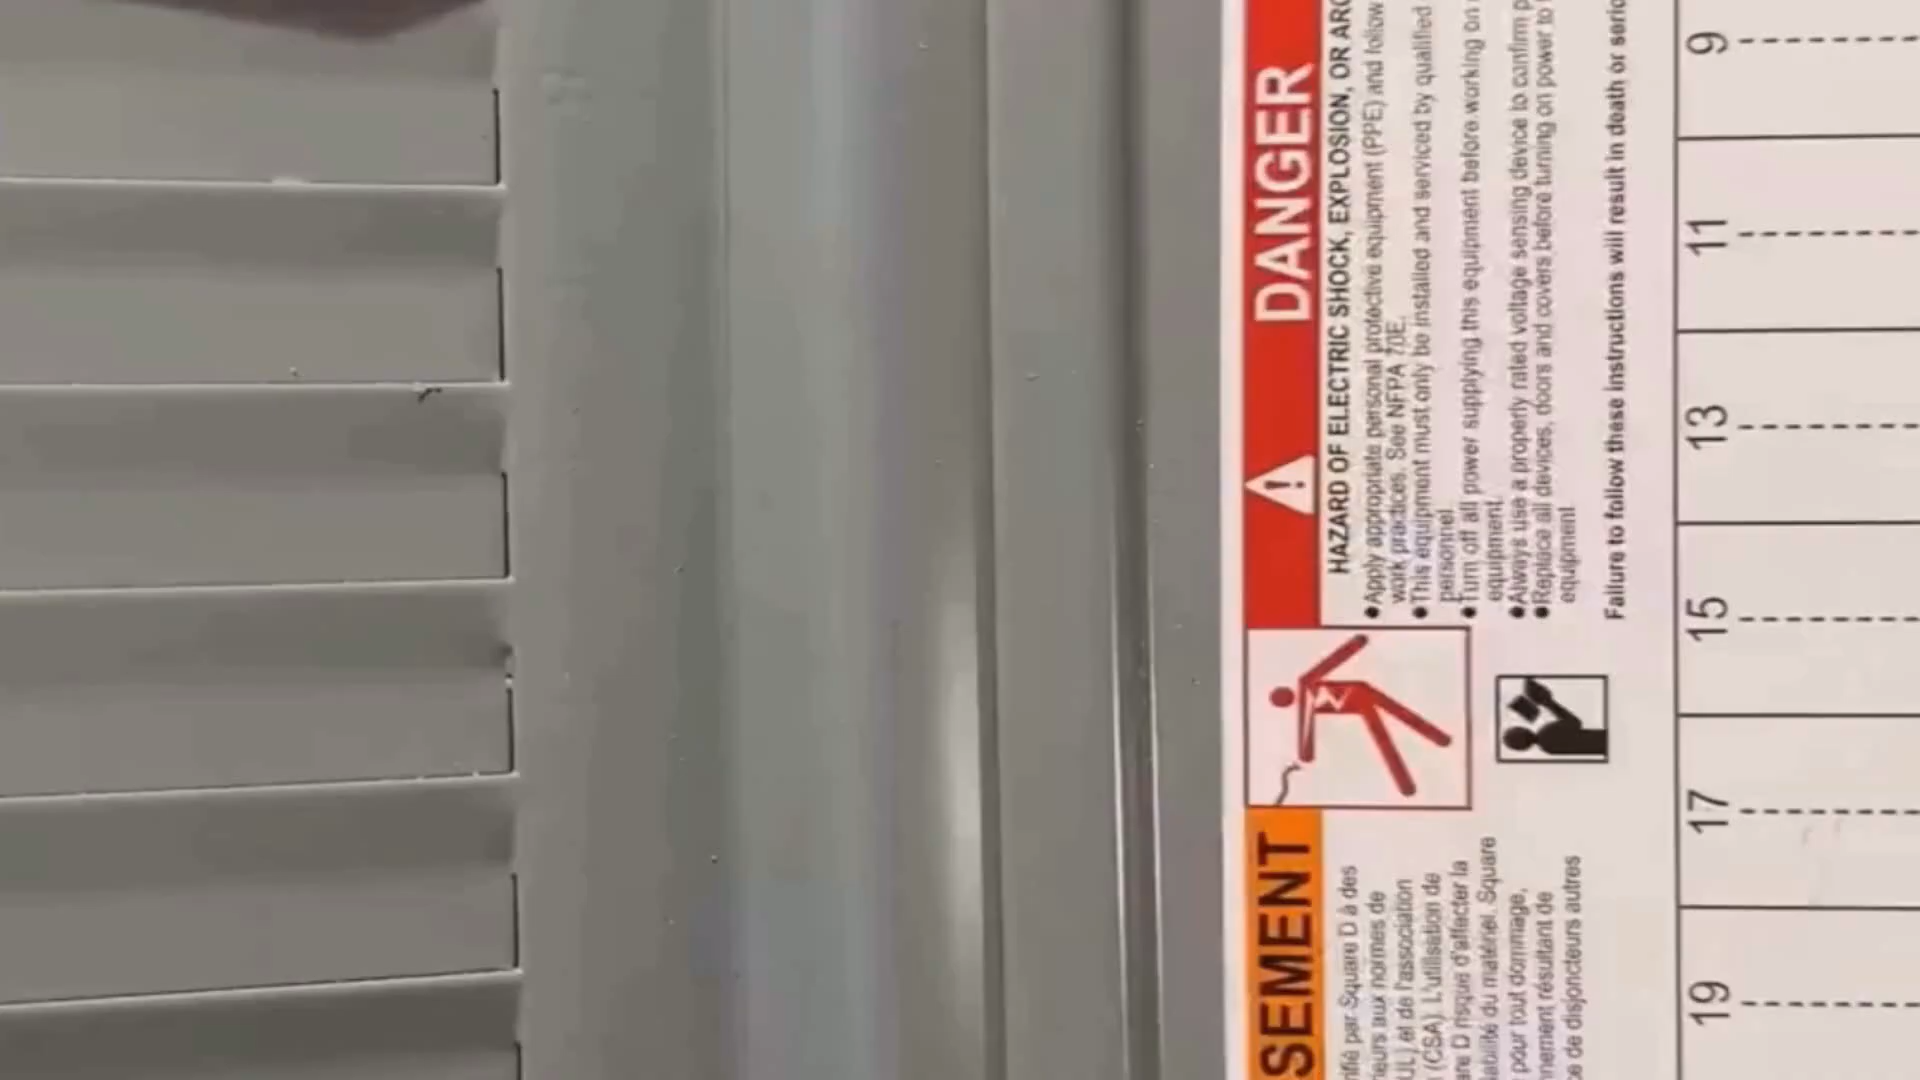 DANGER
HAZARD OF ELECTRIC SHOCK, EXPLOSION, OR ARC
●Apply appropriate personal protective equipment (PPE) and follow
work practices. See NFPA 70E.
●This equipment must only be installed and serviced by qualified
personnel.
●Turn off all power supplying this equipment before working on
equipment.
●Always use a properly rated voltage sensing device to confirm
●Replace all devices, doors and covers before turning on power to
equipment
Failure to follow these instructions will result in death or
SEMENT
par Square D à des
aux normes de
UL) et de l'association
(CSA). L'utilisation de
D risque d'affecter la
du matériel. Square
pour tout dommage,
résultant de
de disjoncteurs autres
9
11
13
15
17
19